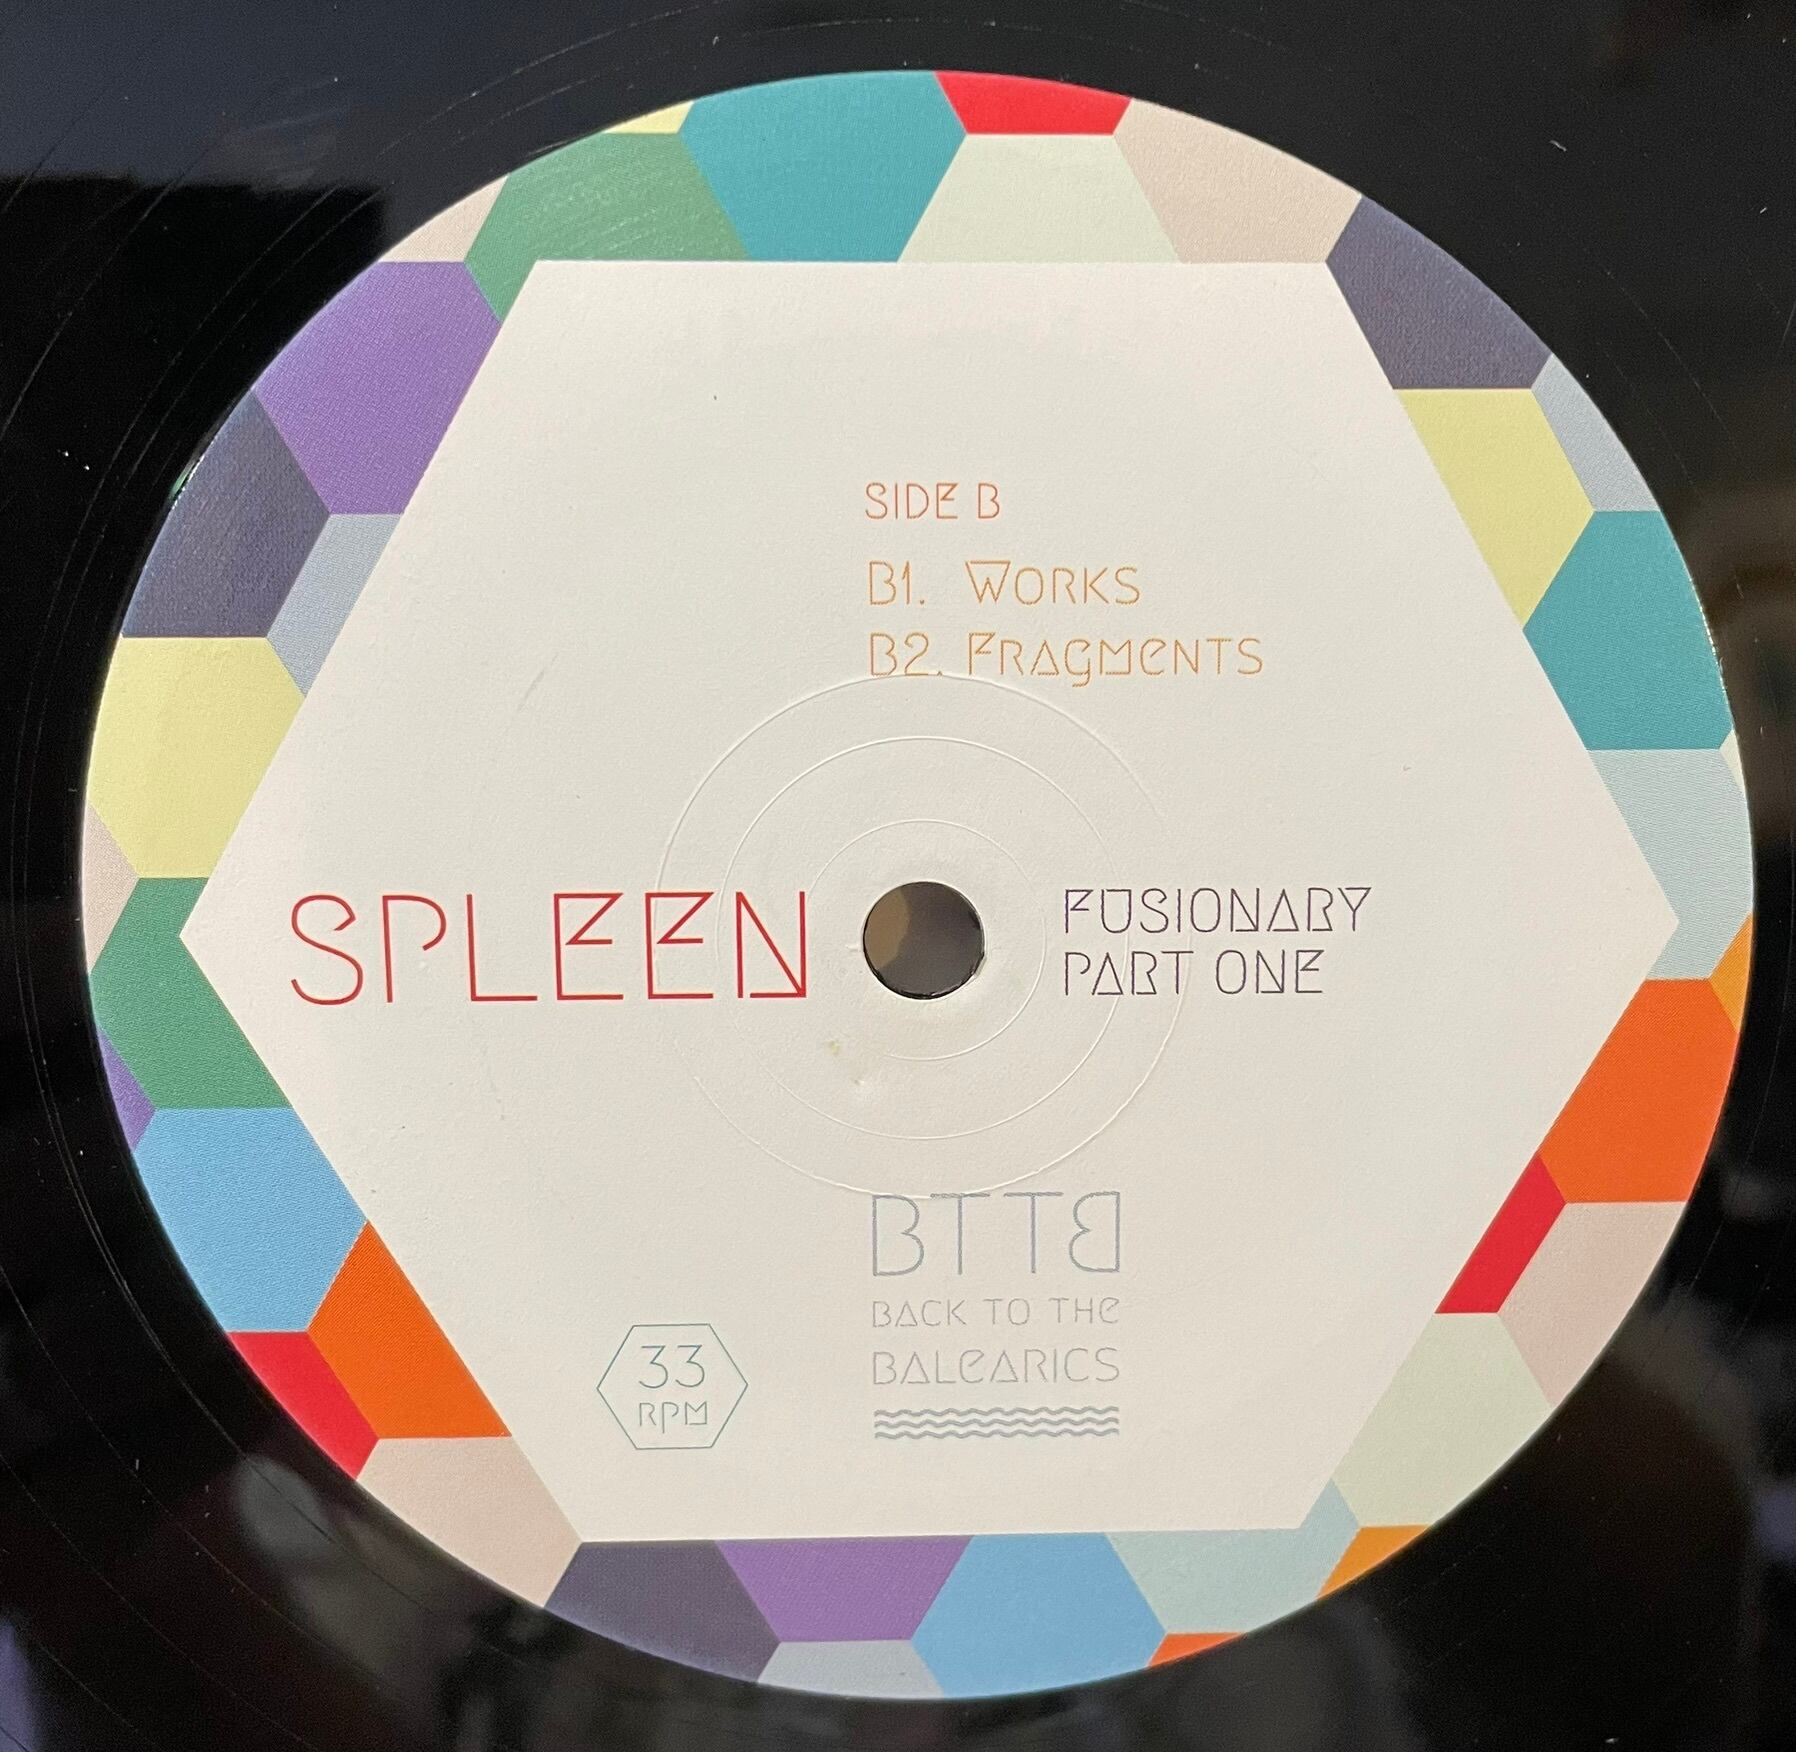 SIDE B
B1. WORKS
B2. FRAGMENTS
SPLEEN
FUSIONARY
PART ONE
BTTB
BACK TO THE
BALEARICS
33
RPM